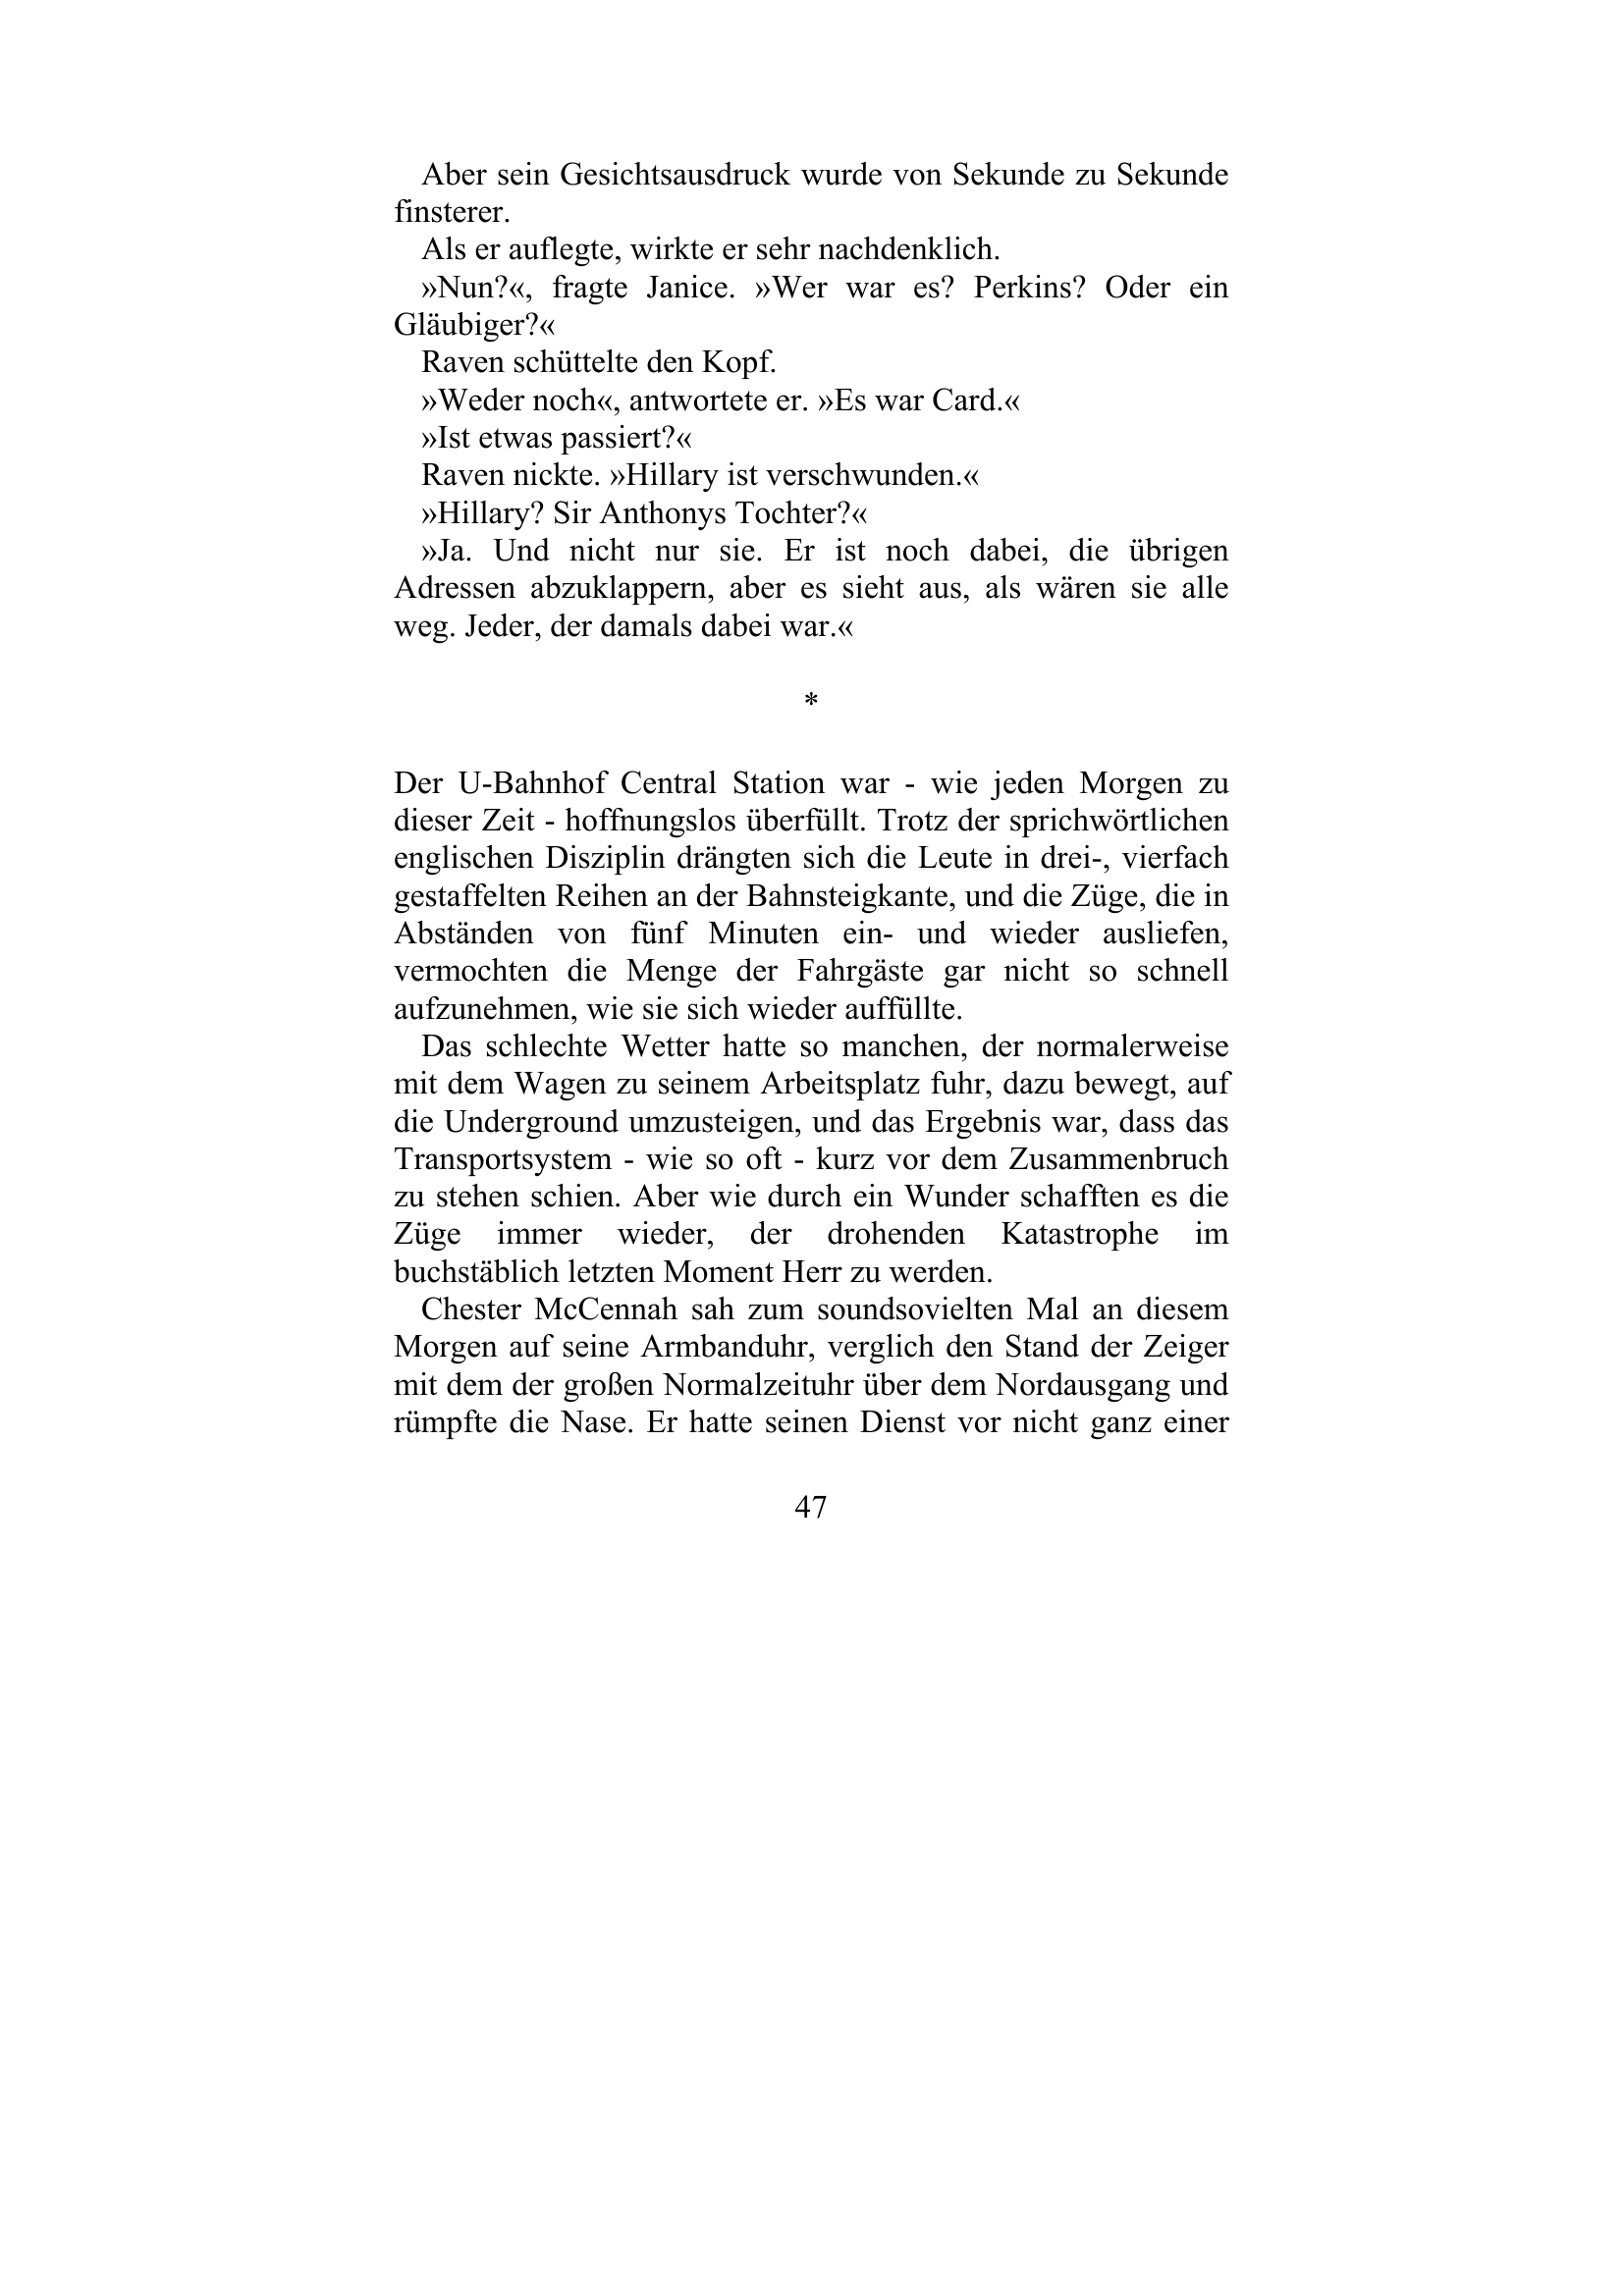 Aber sein Gesichtsausdruck wurde von Sekunde zu Sekunde
finsterer.
Als er auflegte, wirkte er sehr nachdenklich.
»Nun?«, fragte Janice. »Wer war es? Perkins? Oder ein
Gläubiger?«
Raven schüttelte den Kopf.
»Weder noch«, antwortete er. »Es war Card.«
»Ist etwas passiert?«
Raven nickte. »Hillary ist verschwunden.«
»Hillary? Sir Anthonys Tochter?«
»Ja. Und nicht nur sie. Er ist noch dabei, die übrigen
Adressen abzuklappern, aber es sieht aus, als wären sie alle
weg. Jeder, der damals dabei war.«
*
Der U-Bahnhof Central Station war - wie jeden Morgen zu
dieser Zeit - hoffnungslos überfüllt. Trotz der sprichwörtlichen
englischen Disziplin drängten sich die Leute in drei-, vierfach
gestaffelten Reihen an der Bahnsteigkante, und die Züge, die in
Abständen von fünf Minuten ein- und wieder ausliefen,
vermochten die Menge der Fahrgäste gar nicht so schnell
aufzunehmen, wie sie sich wieder auffüllte.
Das schlechte Wetter hatte so manchen, der normalerweise
mit dem Wagen zu seinem Arbeitsplatz fuhr, dazu bewegt, auf
die Underground umzusteigen, und das Ergebnis war, dass das
Transportsystem - wie so oft - kurz vor dem Zusammenbruch
zu stehen schien. Aber wie durch ein Wunder schafften es die
Züge immer wieder, der drohenden Katastrophe im
buchstäblich letzten Moment Herr zu werden.
Chester McCennah sah zum soundsovielten Mal an diesem
Morgen auf seine Armbanduhr, verglich den Stand der Zeiger
mit dem der großen Normalzeituhr über dem Nordausgang und
rümpfte die Nase. Er hatte seinen Dienst vor nicht ganz einer
47